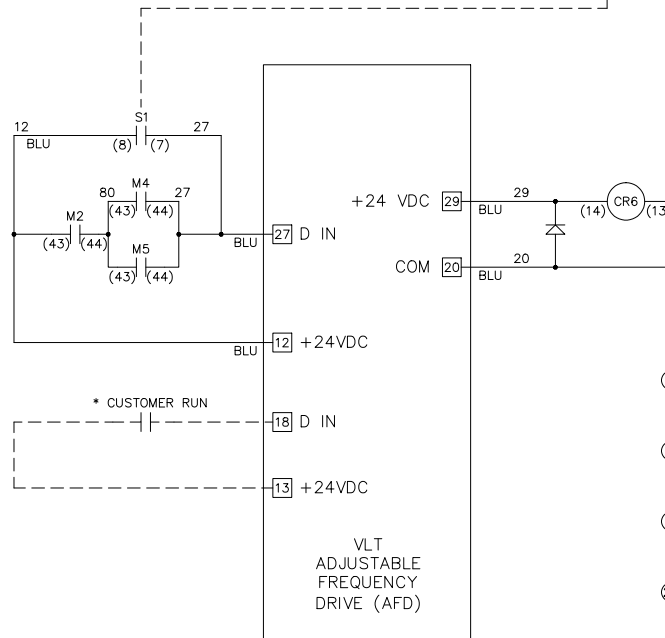 S1
12
27
BLU
(8)
(7)
80
M4
27
M2
(43)
(44)
(43)
(44)
M5
(43)
(44)
BLU
27 D IN
+24 VDC 29
29
BLU
(14)
CR6
(13
COM 20
20
BLU
BLU
12 +24VDC
* CUSTOMER RUN
18 D IN
13 +24VDC
VLT
ADJUSTABLE
FREQUENCY
DRIVE (AFD)